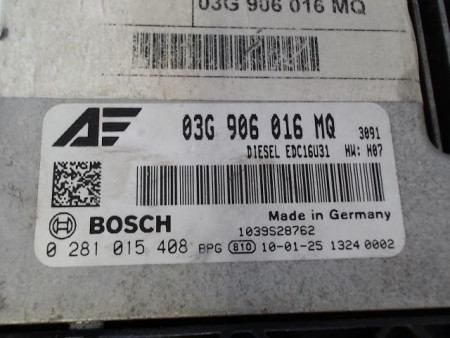 03G 906 016 MQ
AE 03G 906 016 MQ 3091
DIESEL EDC16U31 HW: H07
BOSCH Made in Germany
1039S28762
0 281 015 408 BPG 810 10-01-25 1324 0002